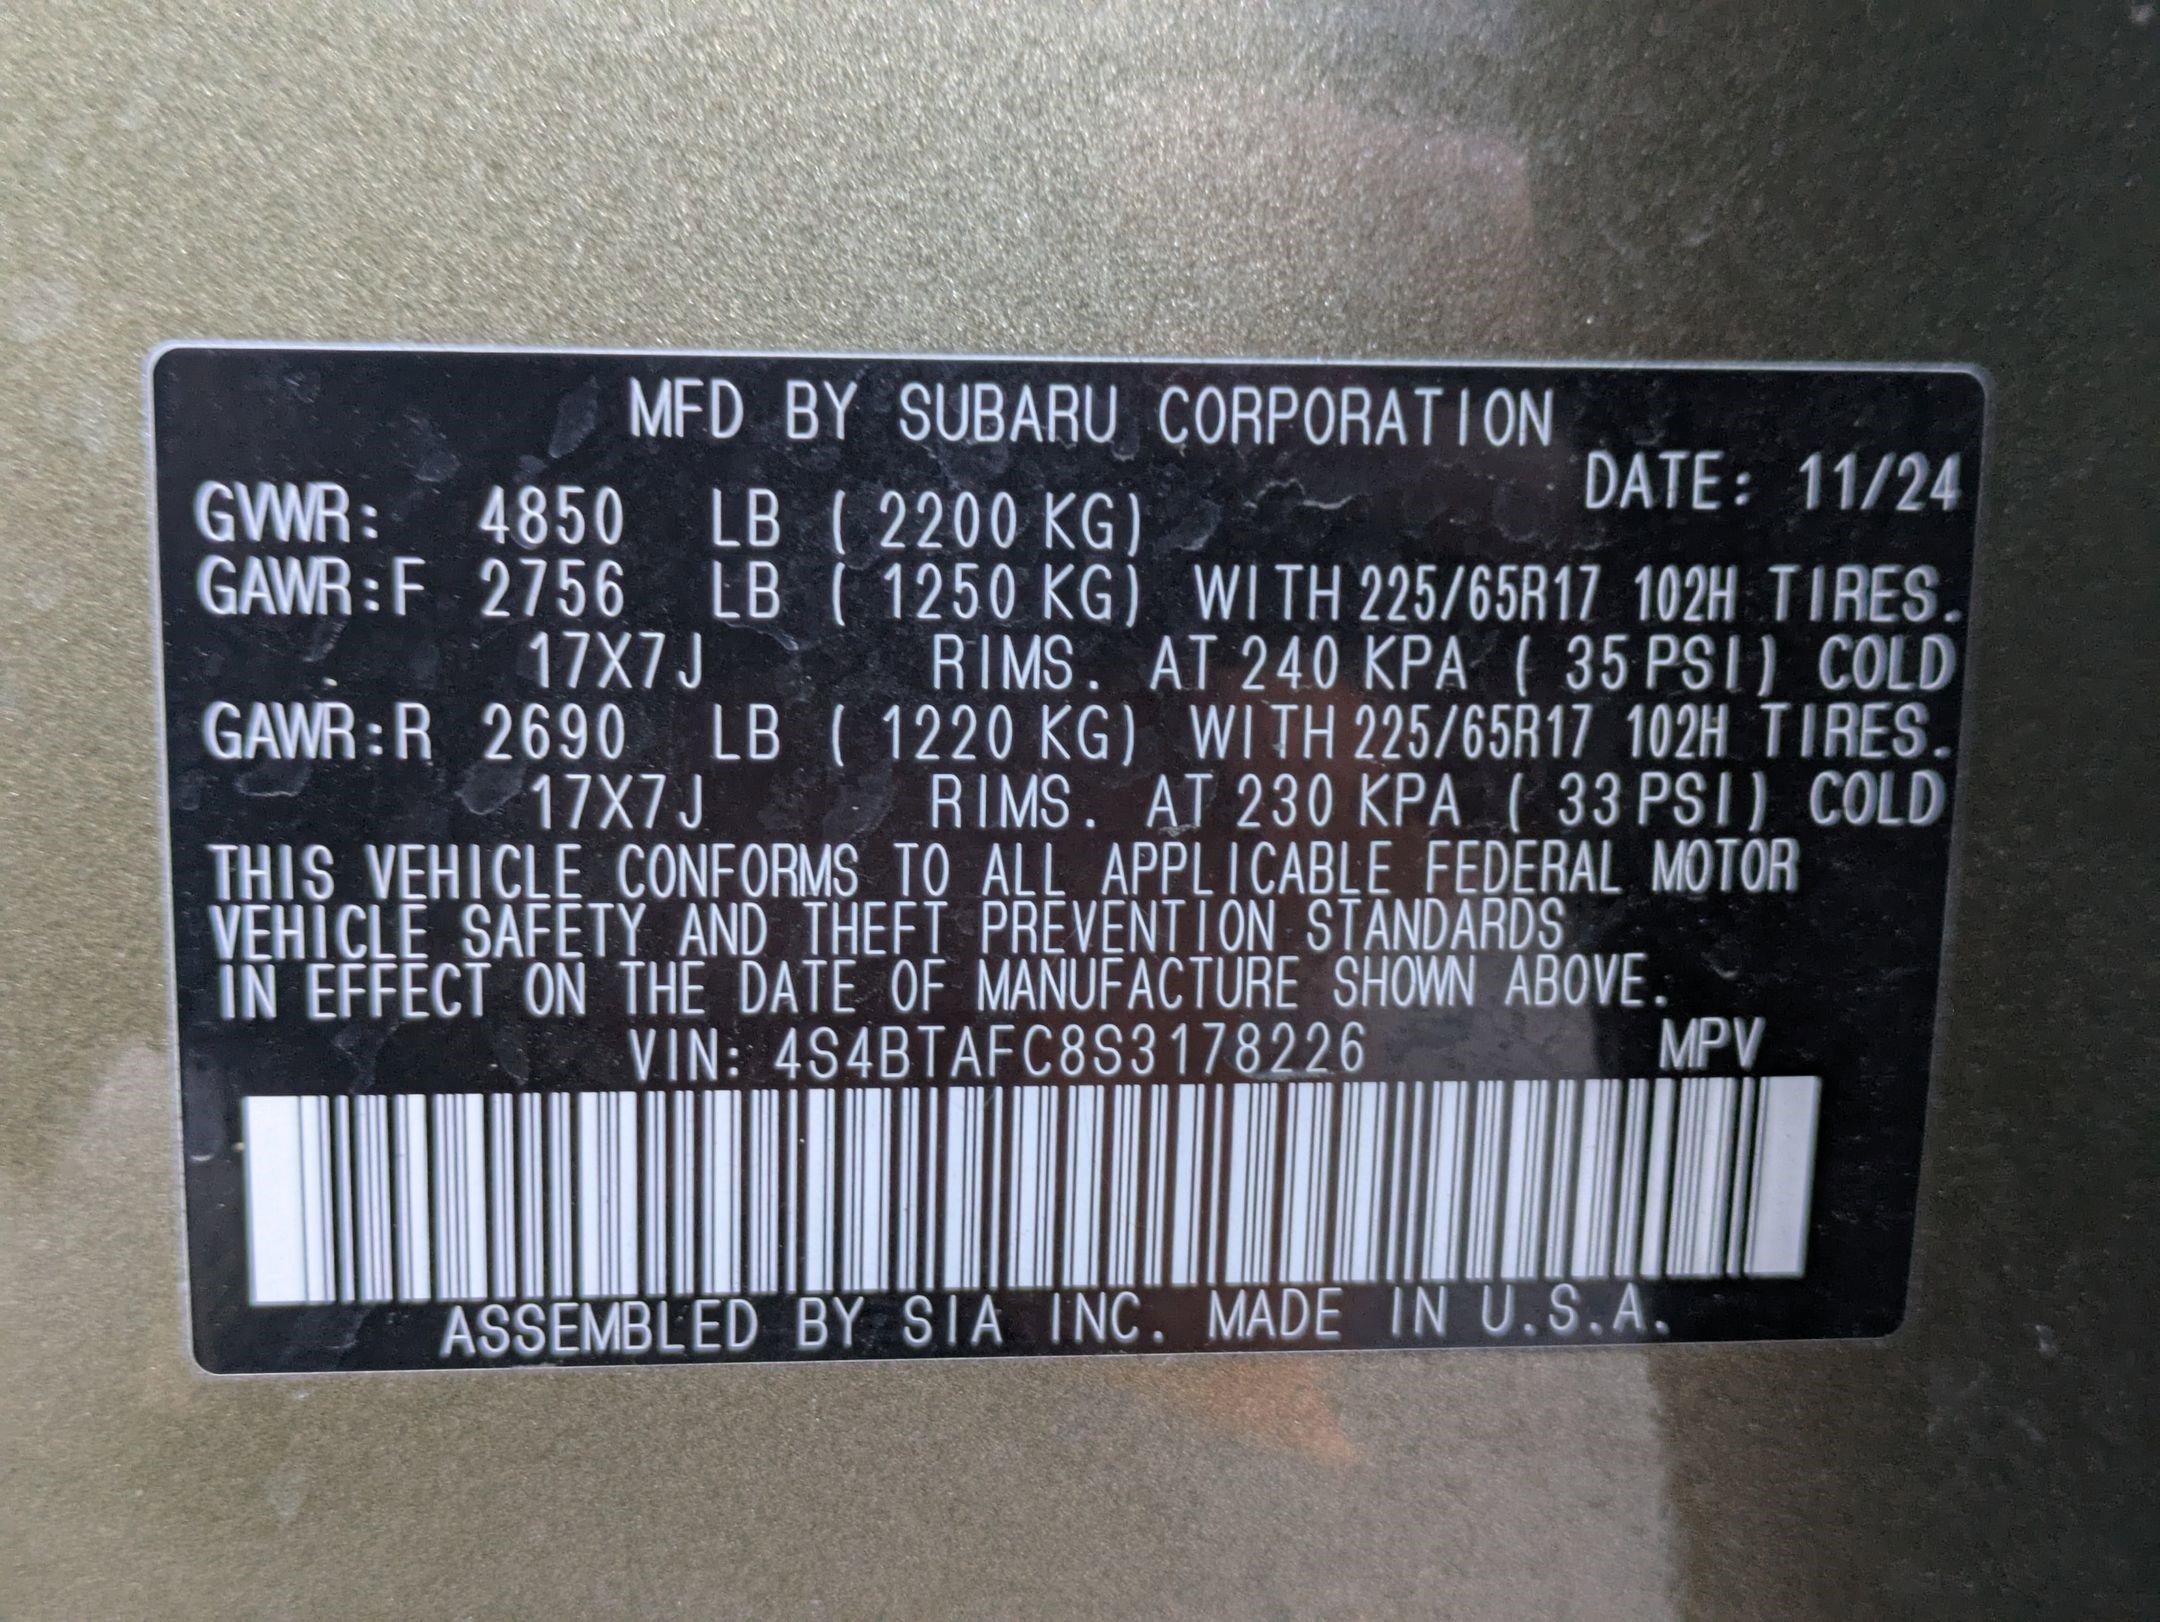 MFD BY SUBARU CORPORATION
DATE: 11/24
GVWR: 4850 LB ( 2200 KG)
GAWR:F 2756 LB ( 1250 KG) WITH 225/65R17 102H TIRES.
17X7J RIMS. AT 240 KPA ( 35 PSI) COLD
GAWR:R 2690 LB ( 1220 KG) WITH 225/65R17 102H TIRES.
17X7J RIMS. AT 230 KPA ( 33 PSI) COLD
THIS VEHICLE CONFORMS TO ALL APPLICABLE FEDERAL MOTOR
VEHICLE SAFETY AND THEFT PREVENTION STANDARDS
IN EFFECT ON THE DATE OF MANUFACTURE SHOWN ABOVE.
VIN: 4S4BTAFC8S3178226 MPV
ASSEMBLED BY SIA INC. MADE IN U.S.A.